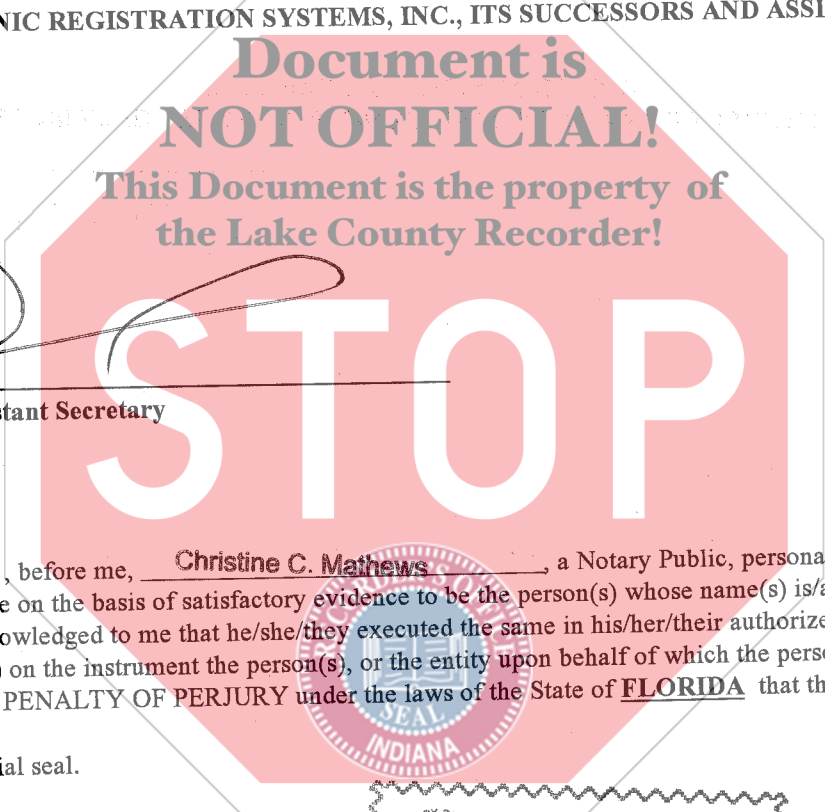 NIC REGISTRATION SYSTEMS, INC., ITS SUCCESSORS AND ASSI
Document is
NOT OFFICIAL!
This Document is the property of
the Lake County Recorder!
STOP
stant Secretary
, before me, Christine C. Mathews, a Notary Public, persona
e on the basis of satisfactory evidence to be the person(s) whose name(s) is/a
owledged to me that he/she/they executed the same in his/her/their authorize
) on the instrument the person(s), or the entity upon behalf of which the perso
PENALTY OF PERJURY under the laws of the State of FLORIDA that th
RECORDER'S OFFICE
SEAL
INDIANA
ial seal.